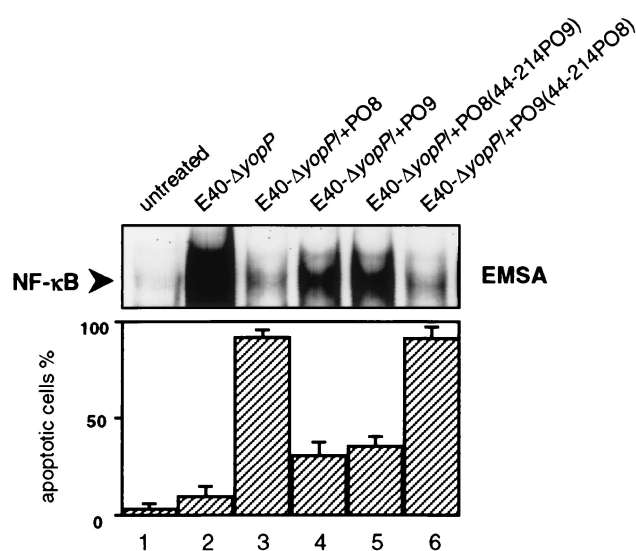 untreated
E40-ΔyopP
E40-ΔyopP/+PO8
E40-ΔyopP/+PO9
E40-ΔyopP/+PO8(44-214PO9)
E40-ΔyopP/+PO9(44-214PO8)
NF-κB
EMSA
apoptotic cells %
100
50
0
1 2 3 4 5 6